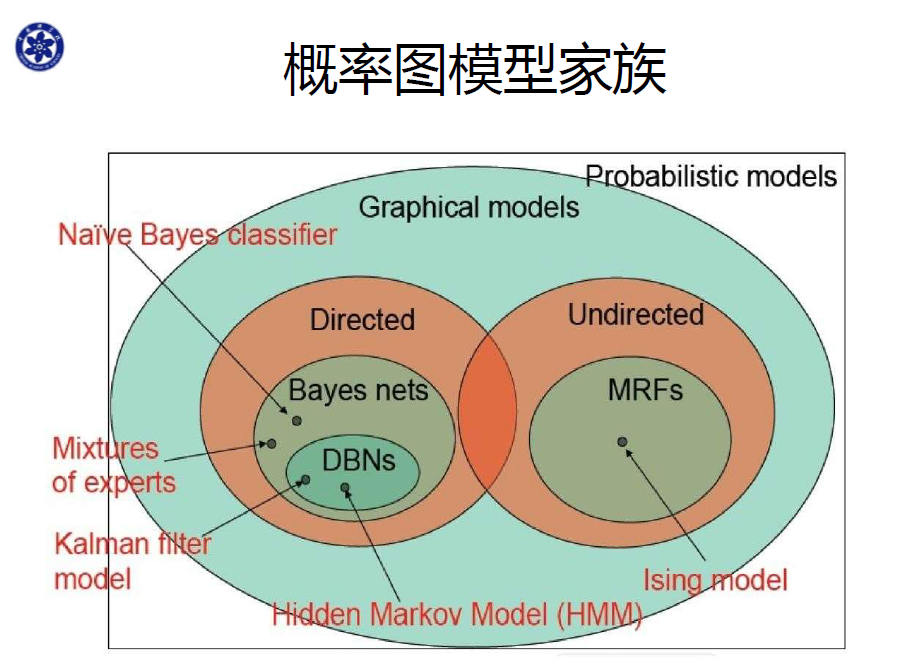 概率图模型家族
Probabilistic models
Graphical models
Naïve Bayes classifier
Directed
Undirected
Bayes nets
MRFs
Mixtures
of experts
DBNs
Kalman filter
model
Ising model
Hidden Markov Model (HMM)